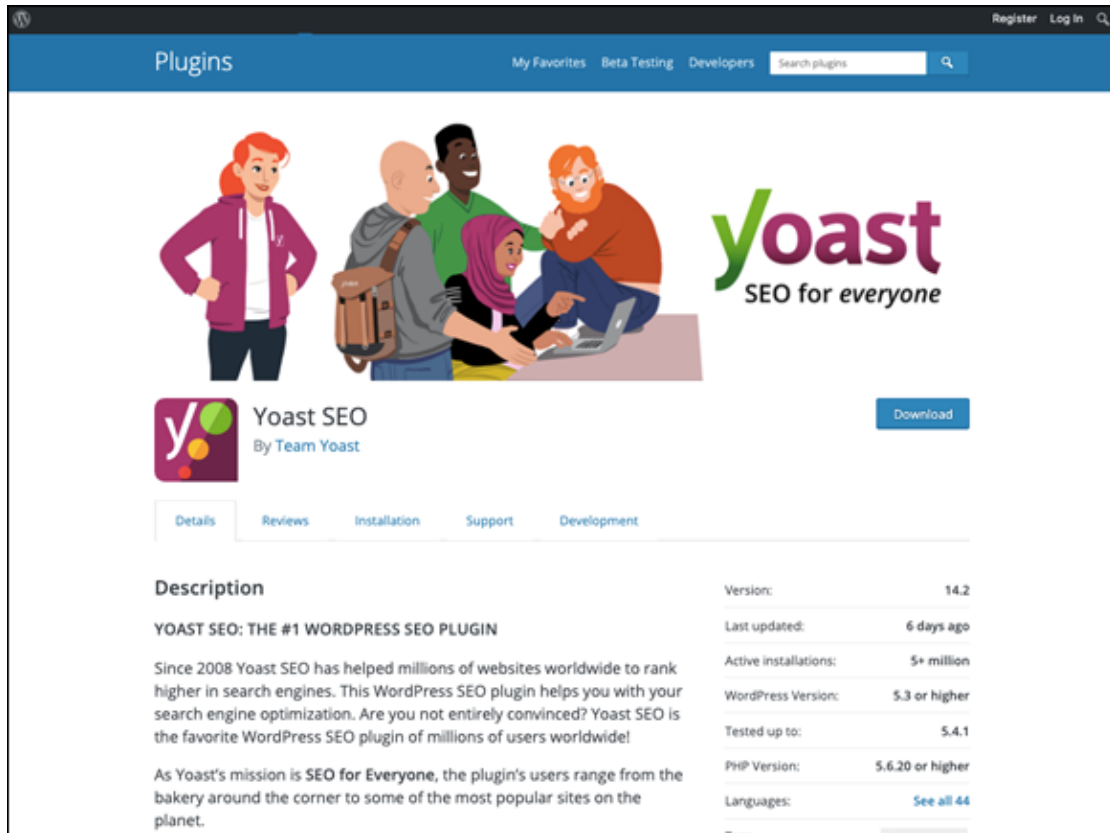 Register Log In
Plugins
My Favorites Beta Testing Developers Search plugins
yoast
SEO for everyone
Yoast SEO
By Team Yoast
Download
Details Reviews Installation Support Development
Description
YOAST SEO: THE #1 WORDPRESS SEO PLUGIN
Since 2008 Yoast SEO has helped millions of websites worldwide to rank
higher in search engines. This WordPress SEO plugin helps you with your
search engine optimization. Are you not entirely convinced? Yoast SEO is
the favorite WordPress SEO plugin of millions of users worldwide!
As Yoast's mission is SEO for Everyone, the plugin's users range from the
bakery around the corner to some of the most popular sites on the
planet.
Version: 14.2
Last updated: 6 days ago
Active installations: 5+ million
WordPress Version: 5.3 or higher
Tested up to: 5.4.1
PHP Version: 5.6.20 or higher
Languages: See all 44